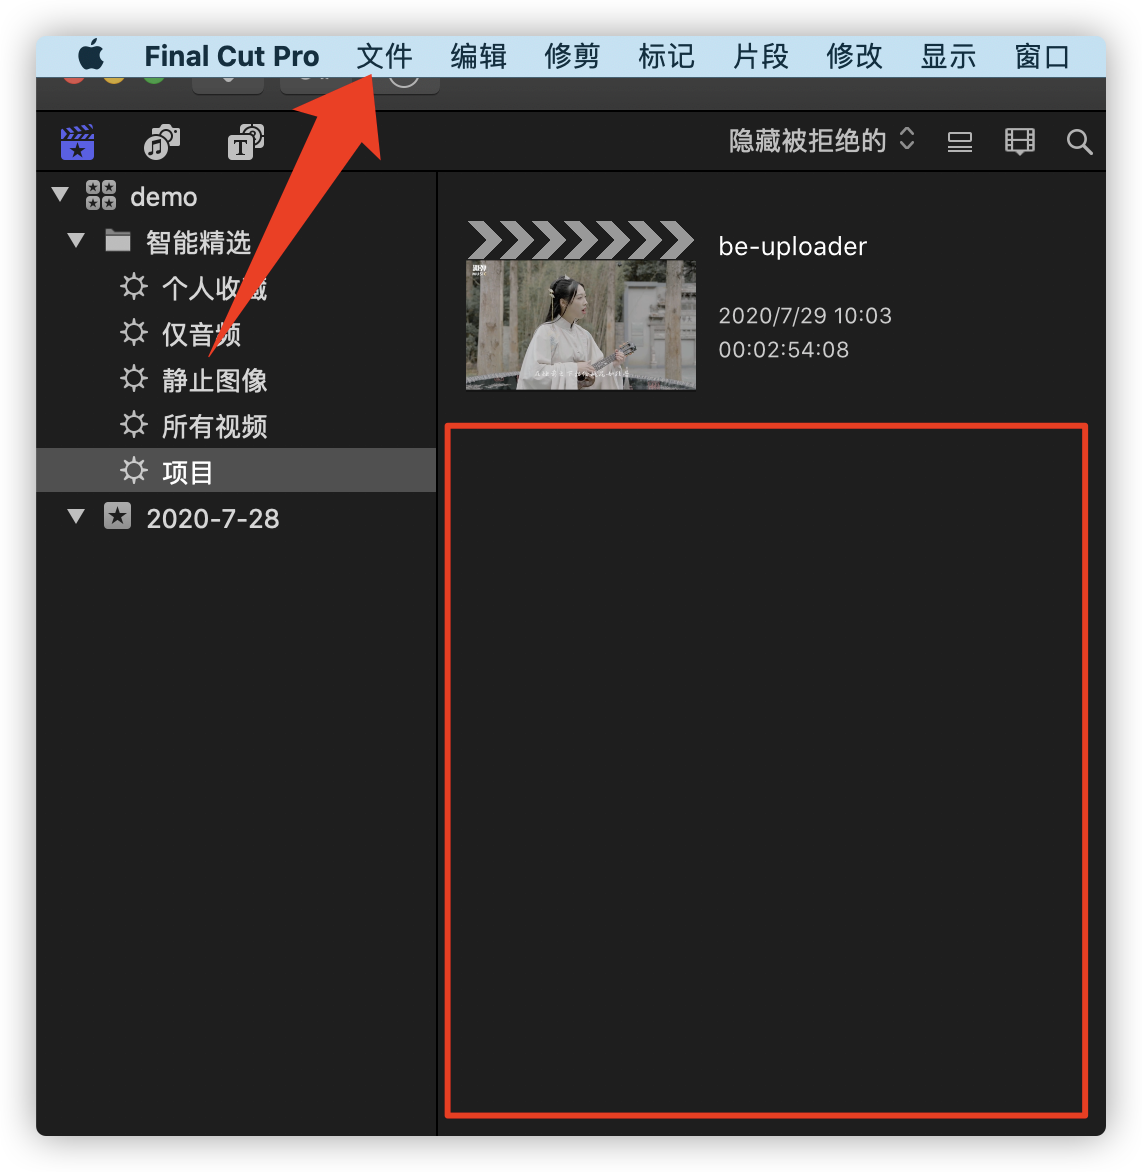 Final Cut Pro 文件 编辑 修剪 标记 片段 修改 显示 窗口
隐藏被拒绝的
demo
智能精选
个人收藏
仅音频
静止图像
所有视频
项目
2020-7-28
be-uploader
2020/7/29 10:03
00:02:54:08